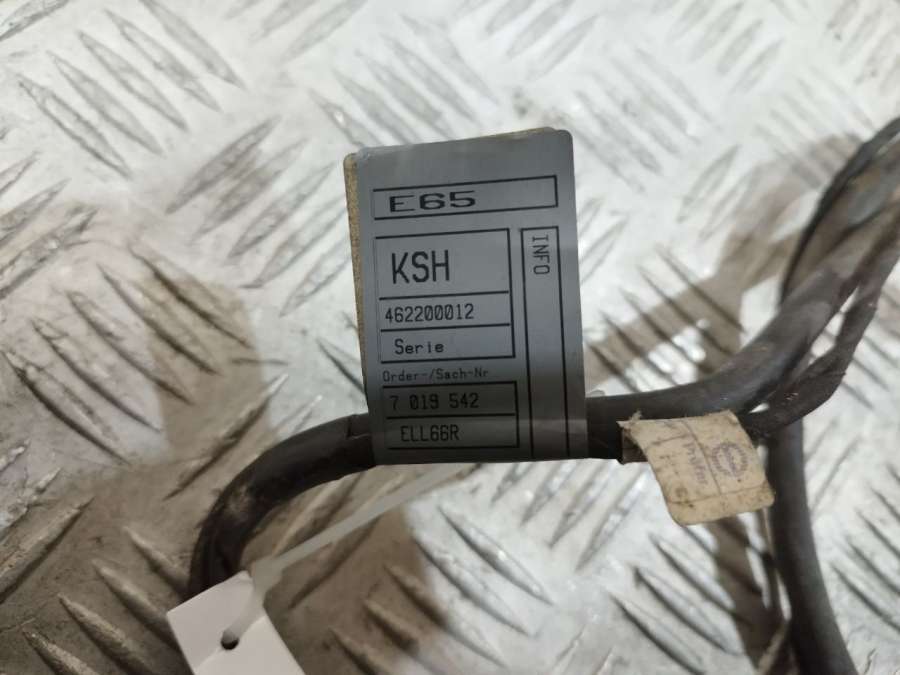 E65
KSH
INFO
462200012
Serie
Order-/Sach-Nr
7 019 542
ELL66R